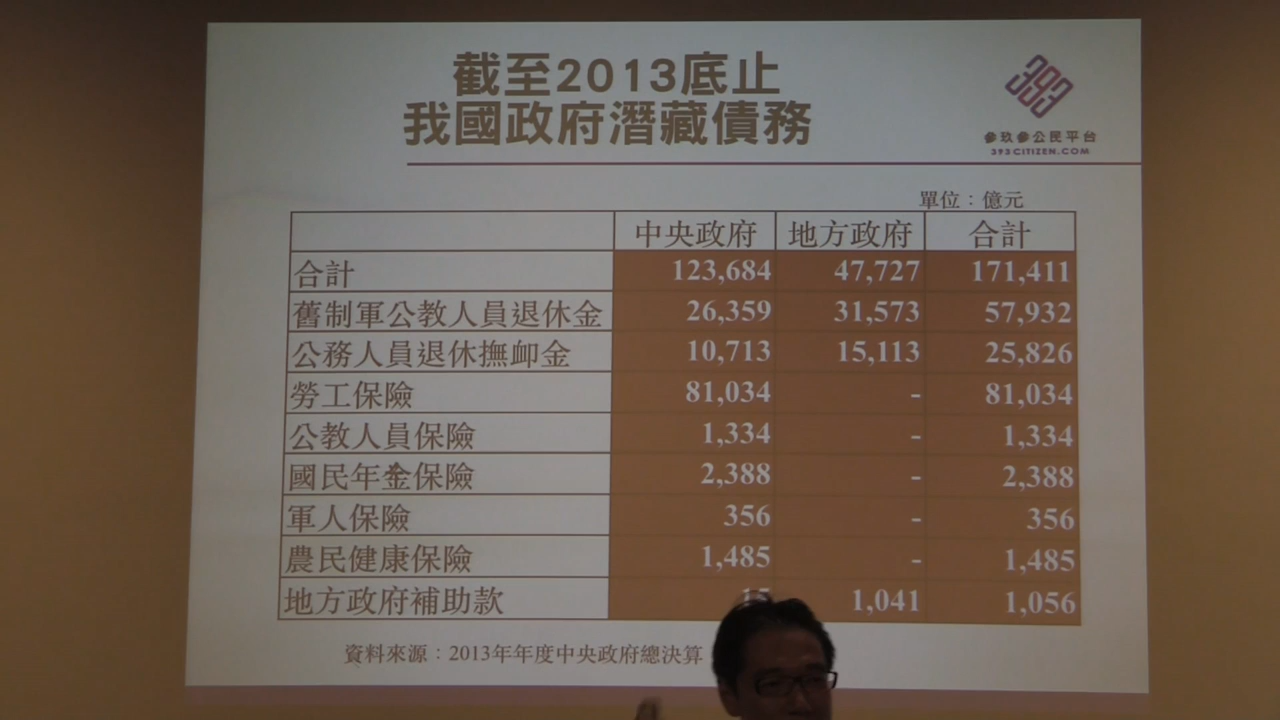 截至2013底止
我國政府潛藏債務
393
參玖參公民平台
393CITIZEN.COM
單位：億元
中央政府 地方政府 合計
合計 123,684 47,727 171,411
舊制軍公教人員退休金 26,359 31,573 57,932
公務人員退休撫卹金 10,713 15,113 25,826
勞工保險 81,034 - 81,034
公教人員保險 1,334 - 1,334
國民年金保險 2,388 - 2,388
軍人保險 356 - 356
農民健康保險 1,485 - 1,485
地方政府補助款 15 1,041 1,056
資料來源：2013年年度中央政府總決算